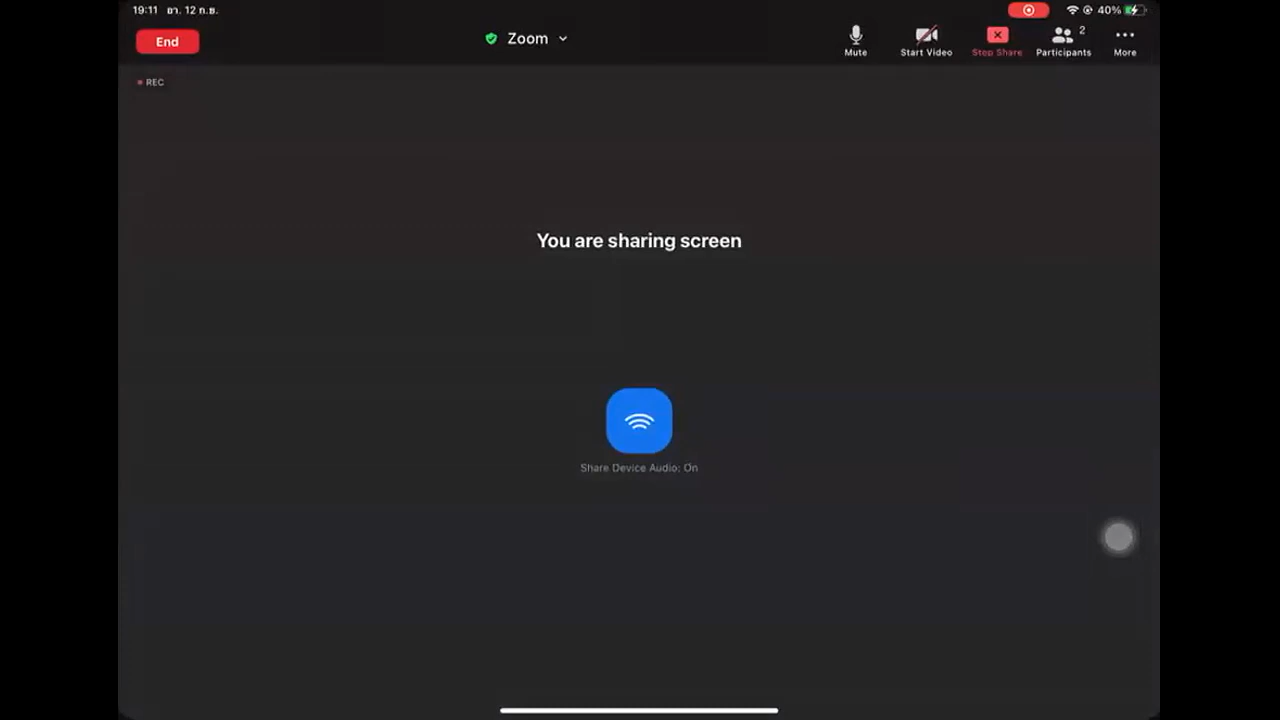 19:11 อา. 12 ก.ย. 40%
End
Zoom
Mute
Start Video
Stop Share
Participants 2
More
REC
You are sharing screen
Share Device Audio: On